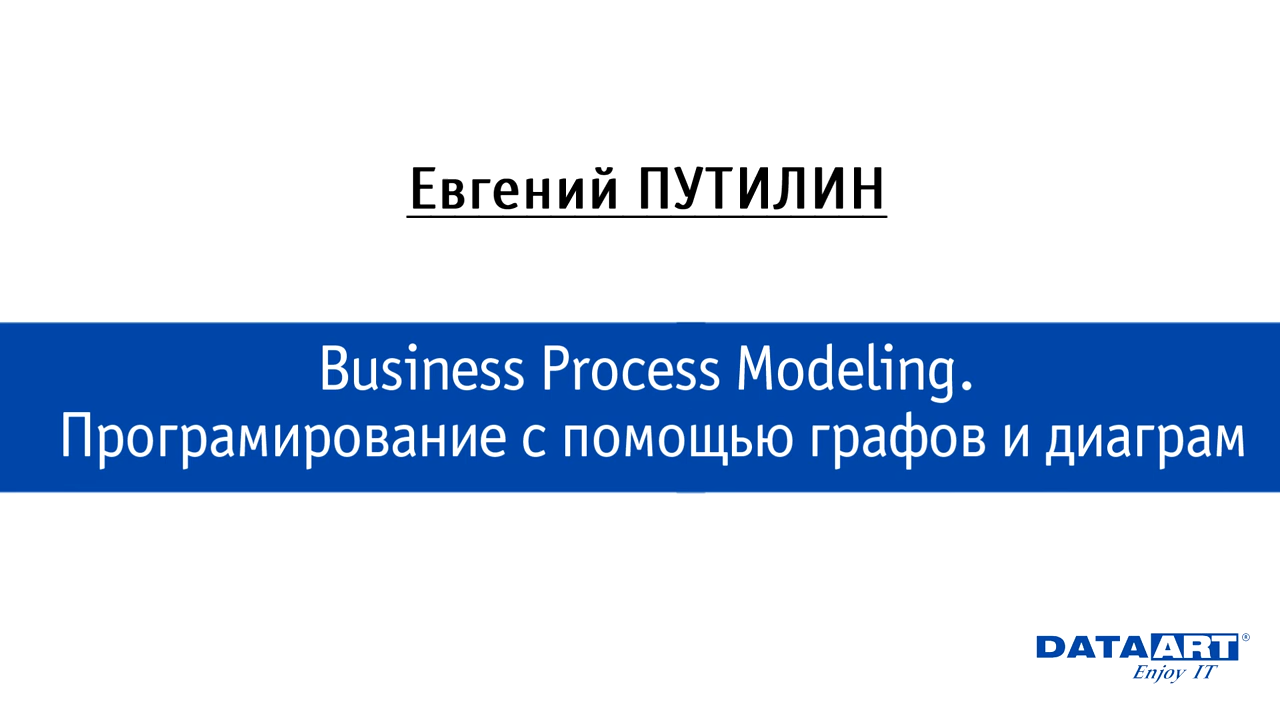 Евгений ПУТИЛИН
Business Process Modeling.
Програмирование с помощью графов и диаграм
DATAART®
Enjoy IT